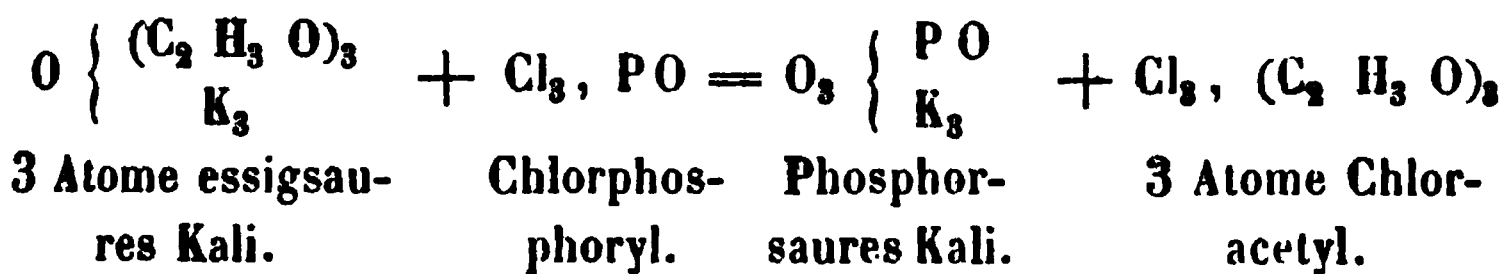 O { (C₂ H₃ O)₃ K₃ + Cl₃, PO = O₃ { PO K₃ + Cl₃, (C₂ H₃ O)₃
3 Atome essigsau- Chlorphos- Phosphor- 3 Atome Chlor-
res Kali. phoryl. saures Kali. acetyl.